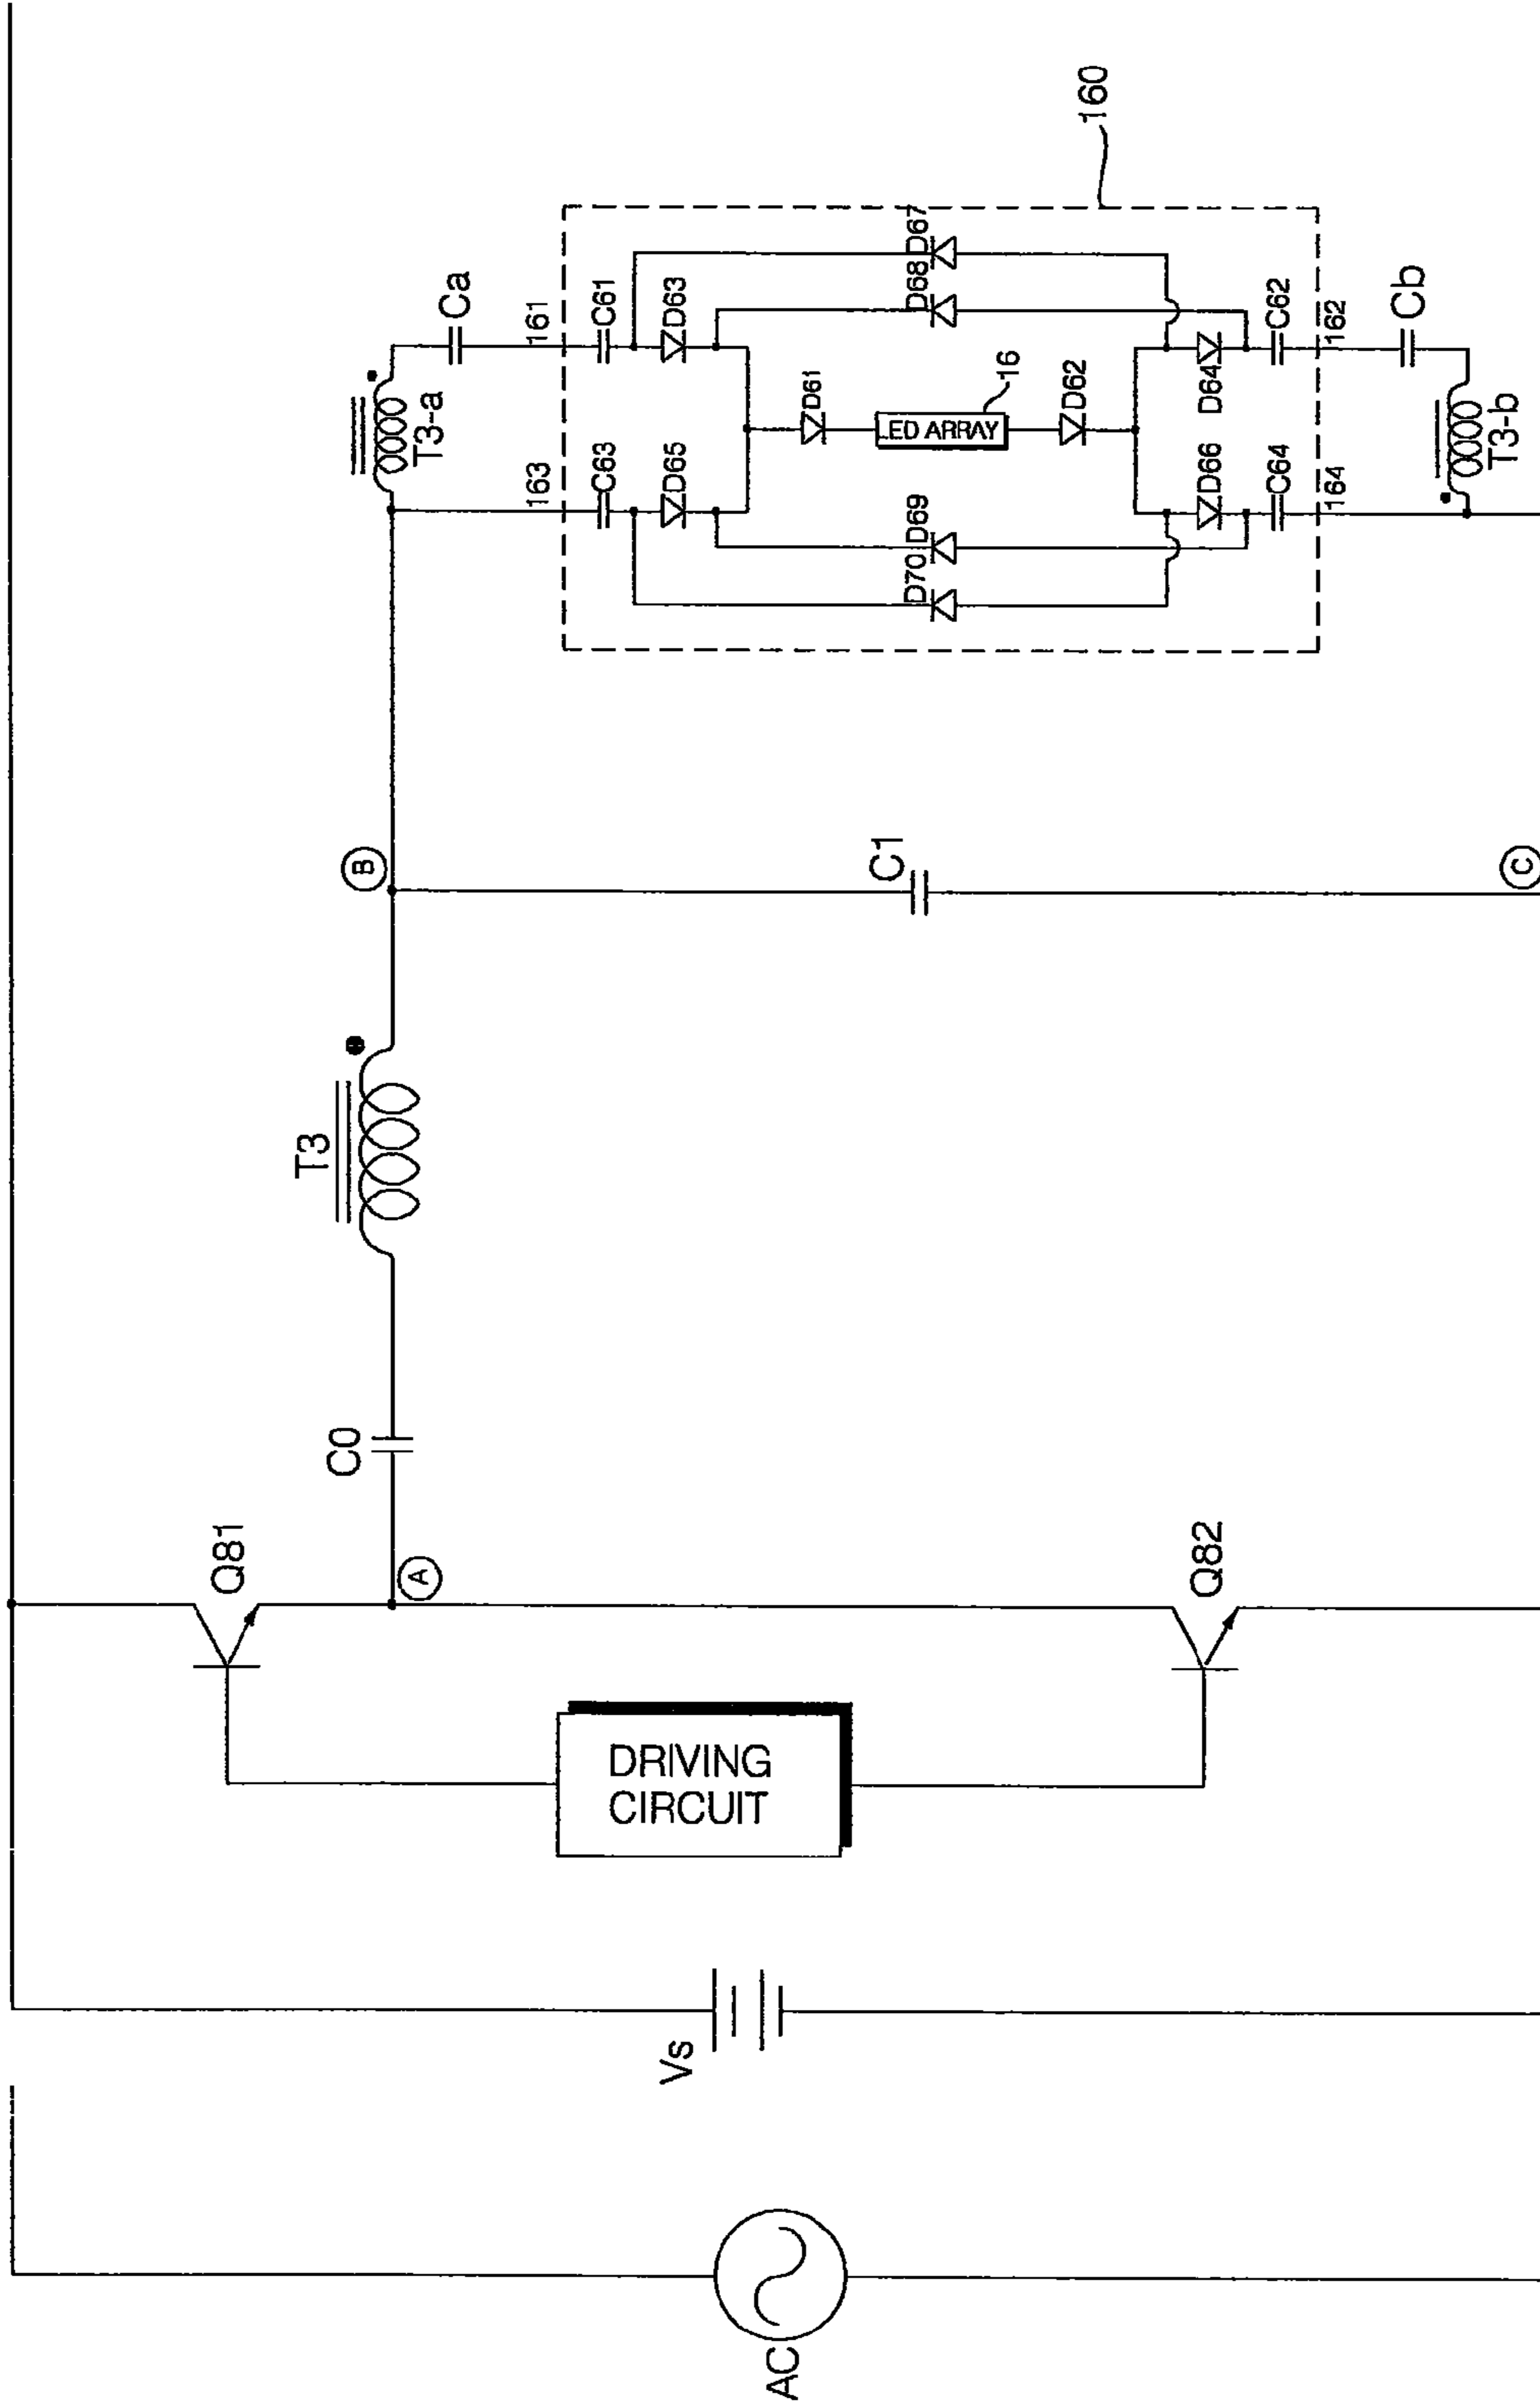 AC
Vs
DRIVING
CIRCUIT
Q81
Q82
A
C0
T3
B
C1
C
T3-a
Ca
163
161
C63
C61
D65
D63
D61
LED ARRAY
16
D62
D70
D69
D68
D67
D66
D64
C64
C62
164
162
T3-b
Cb
160